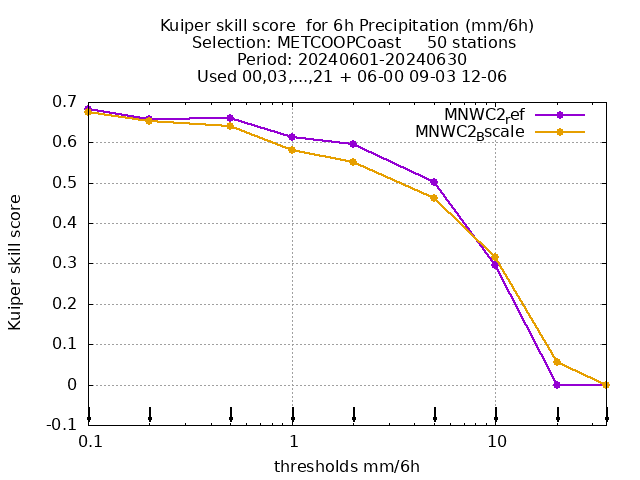 Kuiper skill score  for 6h Precipitation (mm/6h)
Selection: METCOOPCoast     50 stations
Period: 20240601-20240630
Used 00,03,...,21 + 06-00 09-03 12-06
MNWC2_ref
MNWC2_Bscale
0.7
0.6
0.5
0.4
0.3
0.2
0.1
0
-0.1
Kuiper skill score
0.1 1 10
thresholds mm/6h